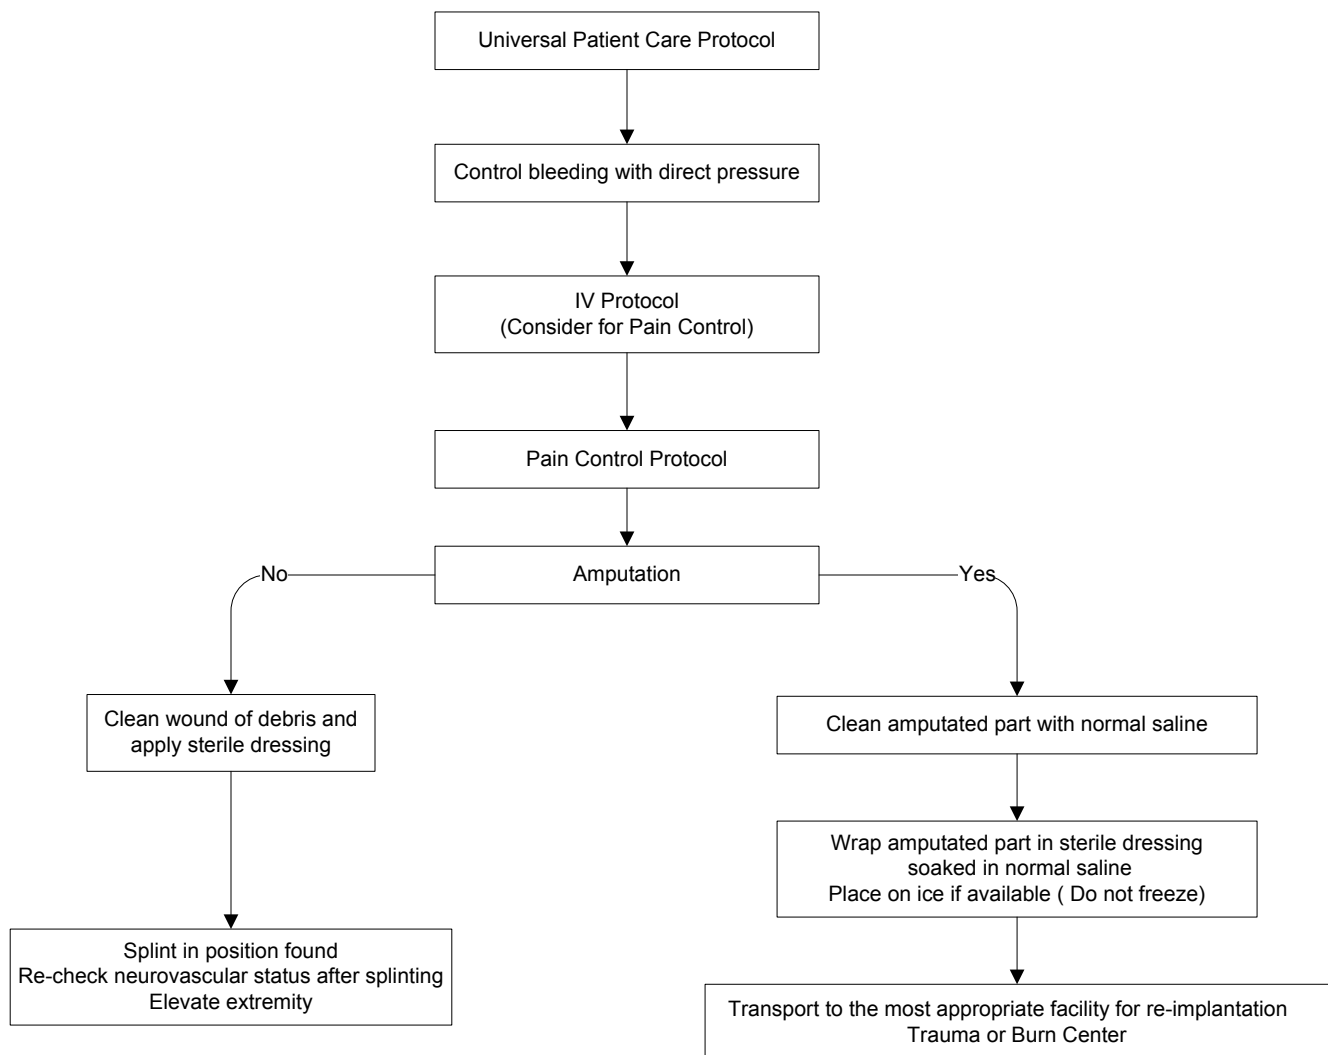 Universal Patient Care Protocol
Control bleeding with direct pressure
IV Protocol
(Consider for Pain Control)
Pain Control Protocol
Amputation
No
Yes
Clean wound of debris and
apply sterile dressing
Clean amputated part with normal saline
Wrap amputated part in sterile dressing
soaked in normal saline
Place on ice if available ( Do not freeze)
Splint in position found
Re-check neurovascular status after splinting
Elevate extremity
Transport to the most appropriate facility for re-implantation
Trauma or Burn Center